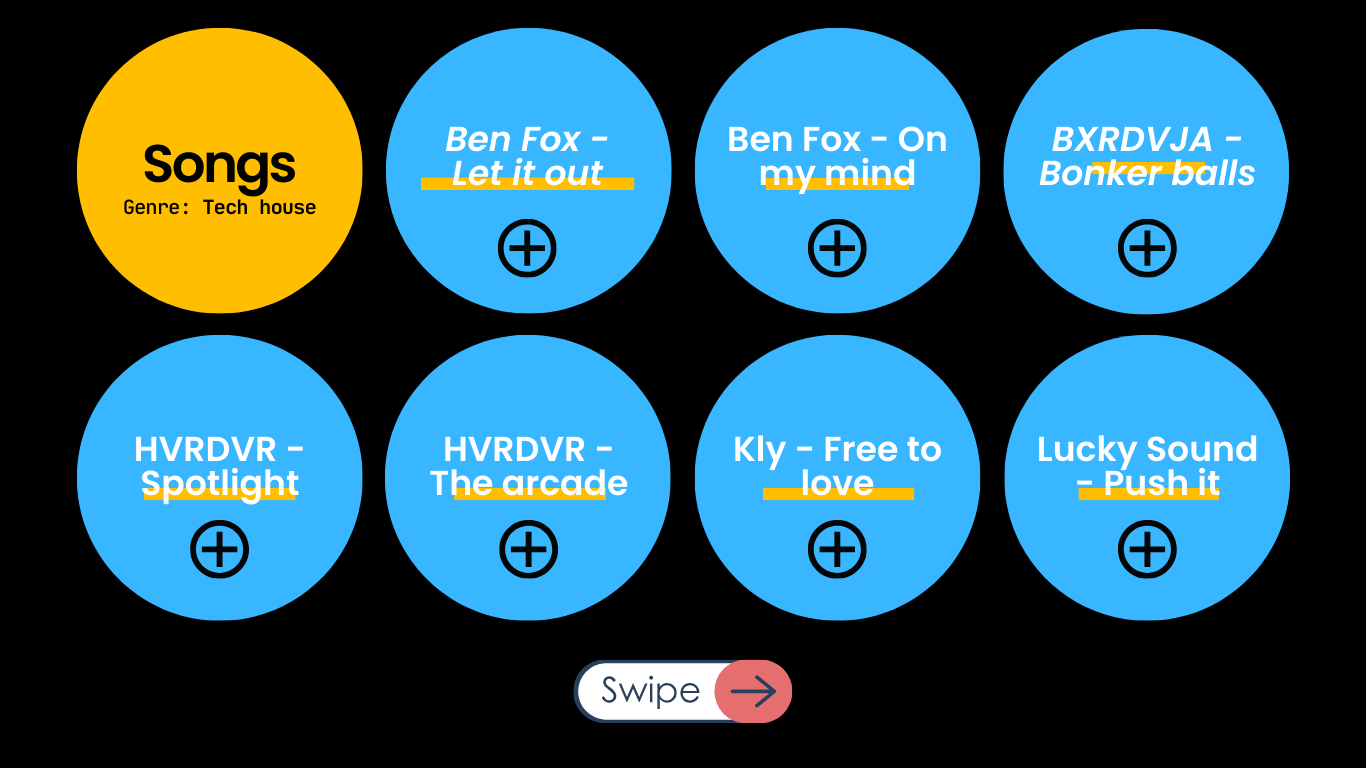 Songs
Genre: Tech house
Ben Fox -
Let it out
Ben Fox - On
my mind
BXRDVJA -
Bonker balls
HVRDVR -
Spotlight
HVRDVR -
The arcade
Kly - Free to
love
Lucky Sound
- Push it
Swipe